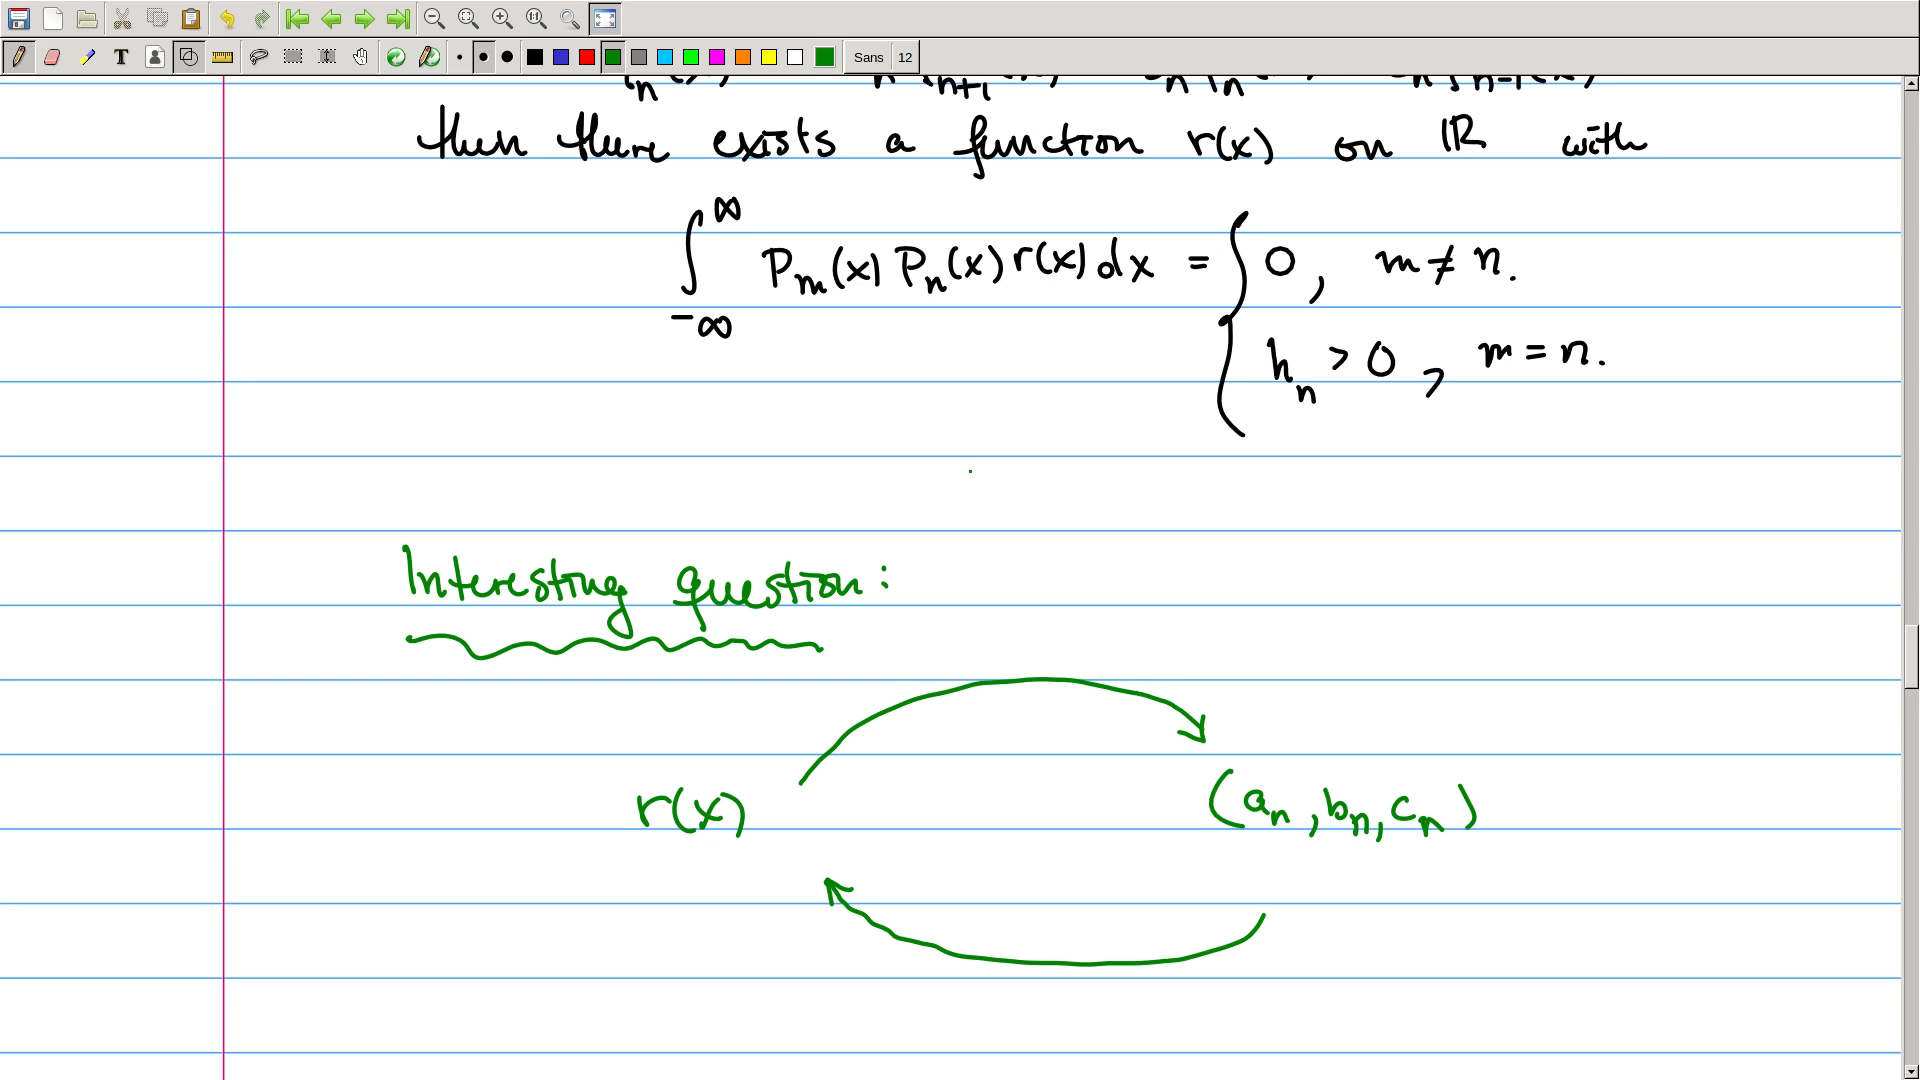 then there exists a function r(x) on ℝ with
∫_{-∞}^{∞} P_m(x) P_n(x) r(x) dx = { 0, m ≠ n.
h_n > 0, m = n.
Interesting question:
r(x) (a_n, b_n, c_n)
Sans 12